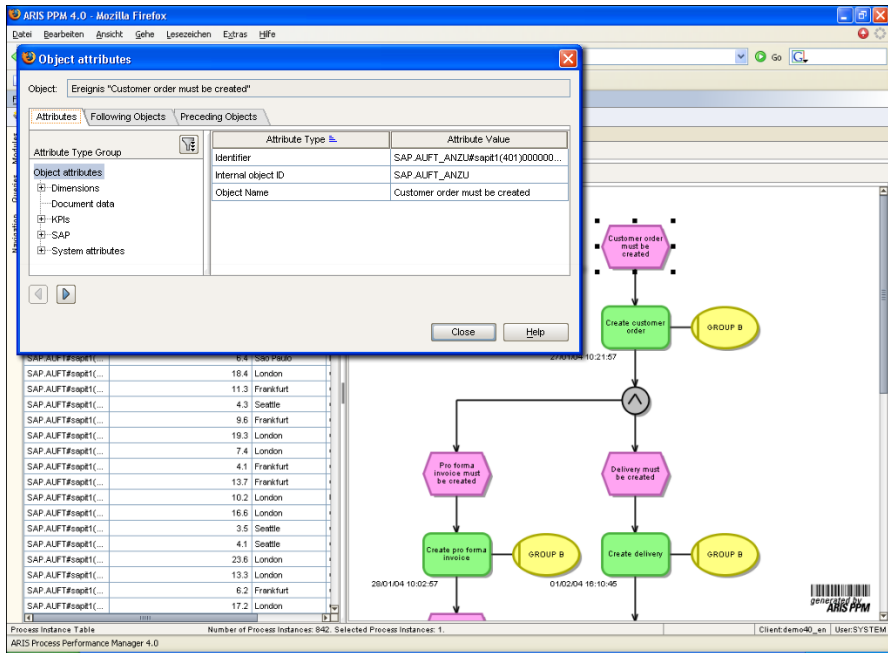 ARIS PPM 4.0 - Mozilla Firefox
Datei Bearbeiten Ansicht Gehe Lesezeichen Extras Hilfe
Go
Object attributes
Object: Ereignis "Customer order must be created"
Attributes Following Objects Preceding Objects
Attribute Type Group
Object attributes
Dimensions
Document data
KPIs
SAP
System attributes
Attribute Type Attribute Value
Identifier SAP.AUFT_ANZU#sapit1(401)000000...
Internal object ID SAP.AUFT_ANZU
Object Name Customer order must be created
Close Help
Navigation Queries Modules
SAP.AUFT#sapit1(... 6.4 Sao Paulo
SAP.AUFT#sapit1(... 18.4 London
SAP.AUFT#sapit1(... 11.3 Frankfurt
SAP.AUFT#sapit1(... 4.3 Seattle
SAP.AUFT#sapit1(... 9.6 Frankfurt
SAP.AUFT#sapit1(... 19.3 London
SAP.AUFT#sapit1(... 7.4 London
SAP.AUFT#sapit1(... 4.1 Frankfurt
SAP.AUFT#sapit1(... 13.7 Frankfurt
SAP.AUFT#sapit1(... 10.2 London
SAP.AUFT#sapit1(... 16.6 London
SAP.AUFT#sapit1(... 3.5 Seattle
SAP.AUFT#sapit1(... 4.1 Seattle
SAP.AUFT#sapit1(... 23.6 London
SAP.AUFT#sapit1(... 13.3 London
SAP.AUFT#sapit1(... 6.2 Frankfurt
SAP.AUFT#sapit1(... 17.2 London
Customer order
must be
created
Create customer
order
GROUP B
27/01/04 10:21:57
Pro forma
invoice must
be created
Delivery must
be created
Create pro forma
invoice
GROUP B
Create delivery
GROUP B
28/01/04 10:02:57
01/02/04 16:10:45
generated by
ARIS PPM
Process Instance Table Number of Process Instances: 842. Selected Process Instances: 1. Client:demo40_en User:SYSTEM
ARIS Process Performance Manager 4.0